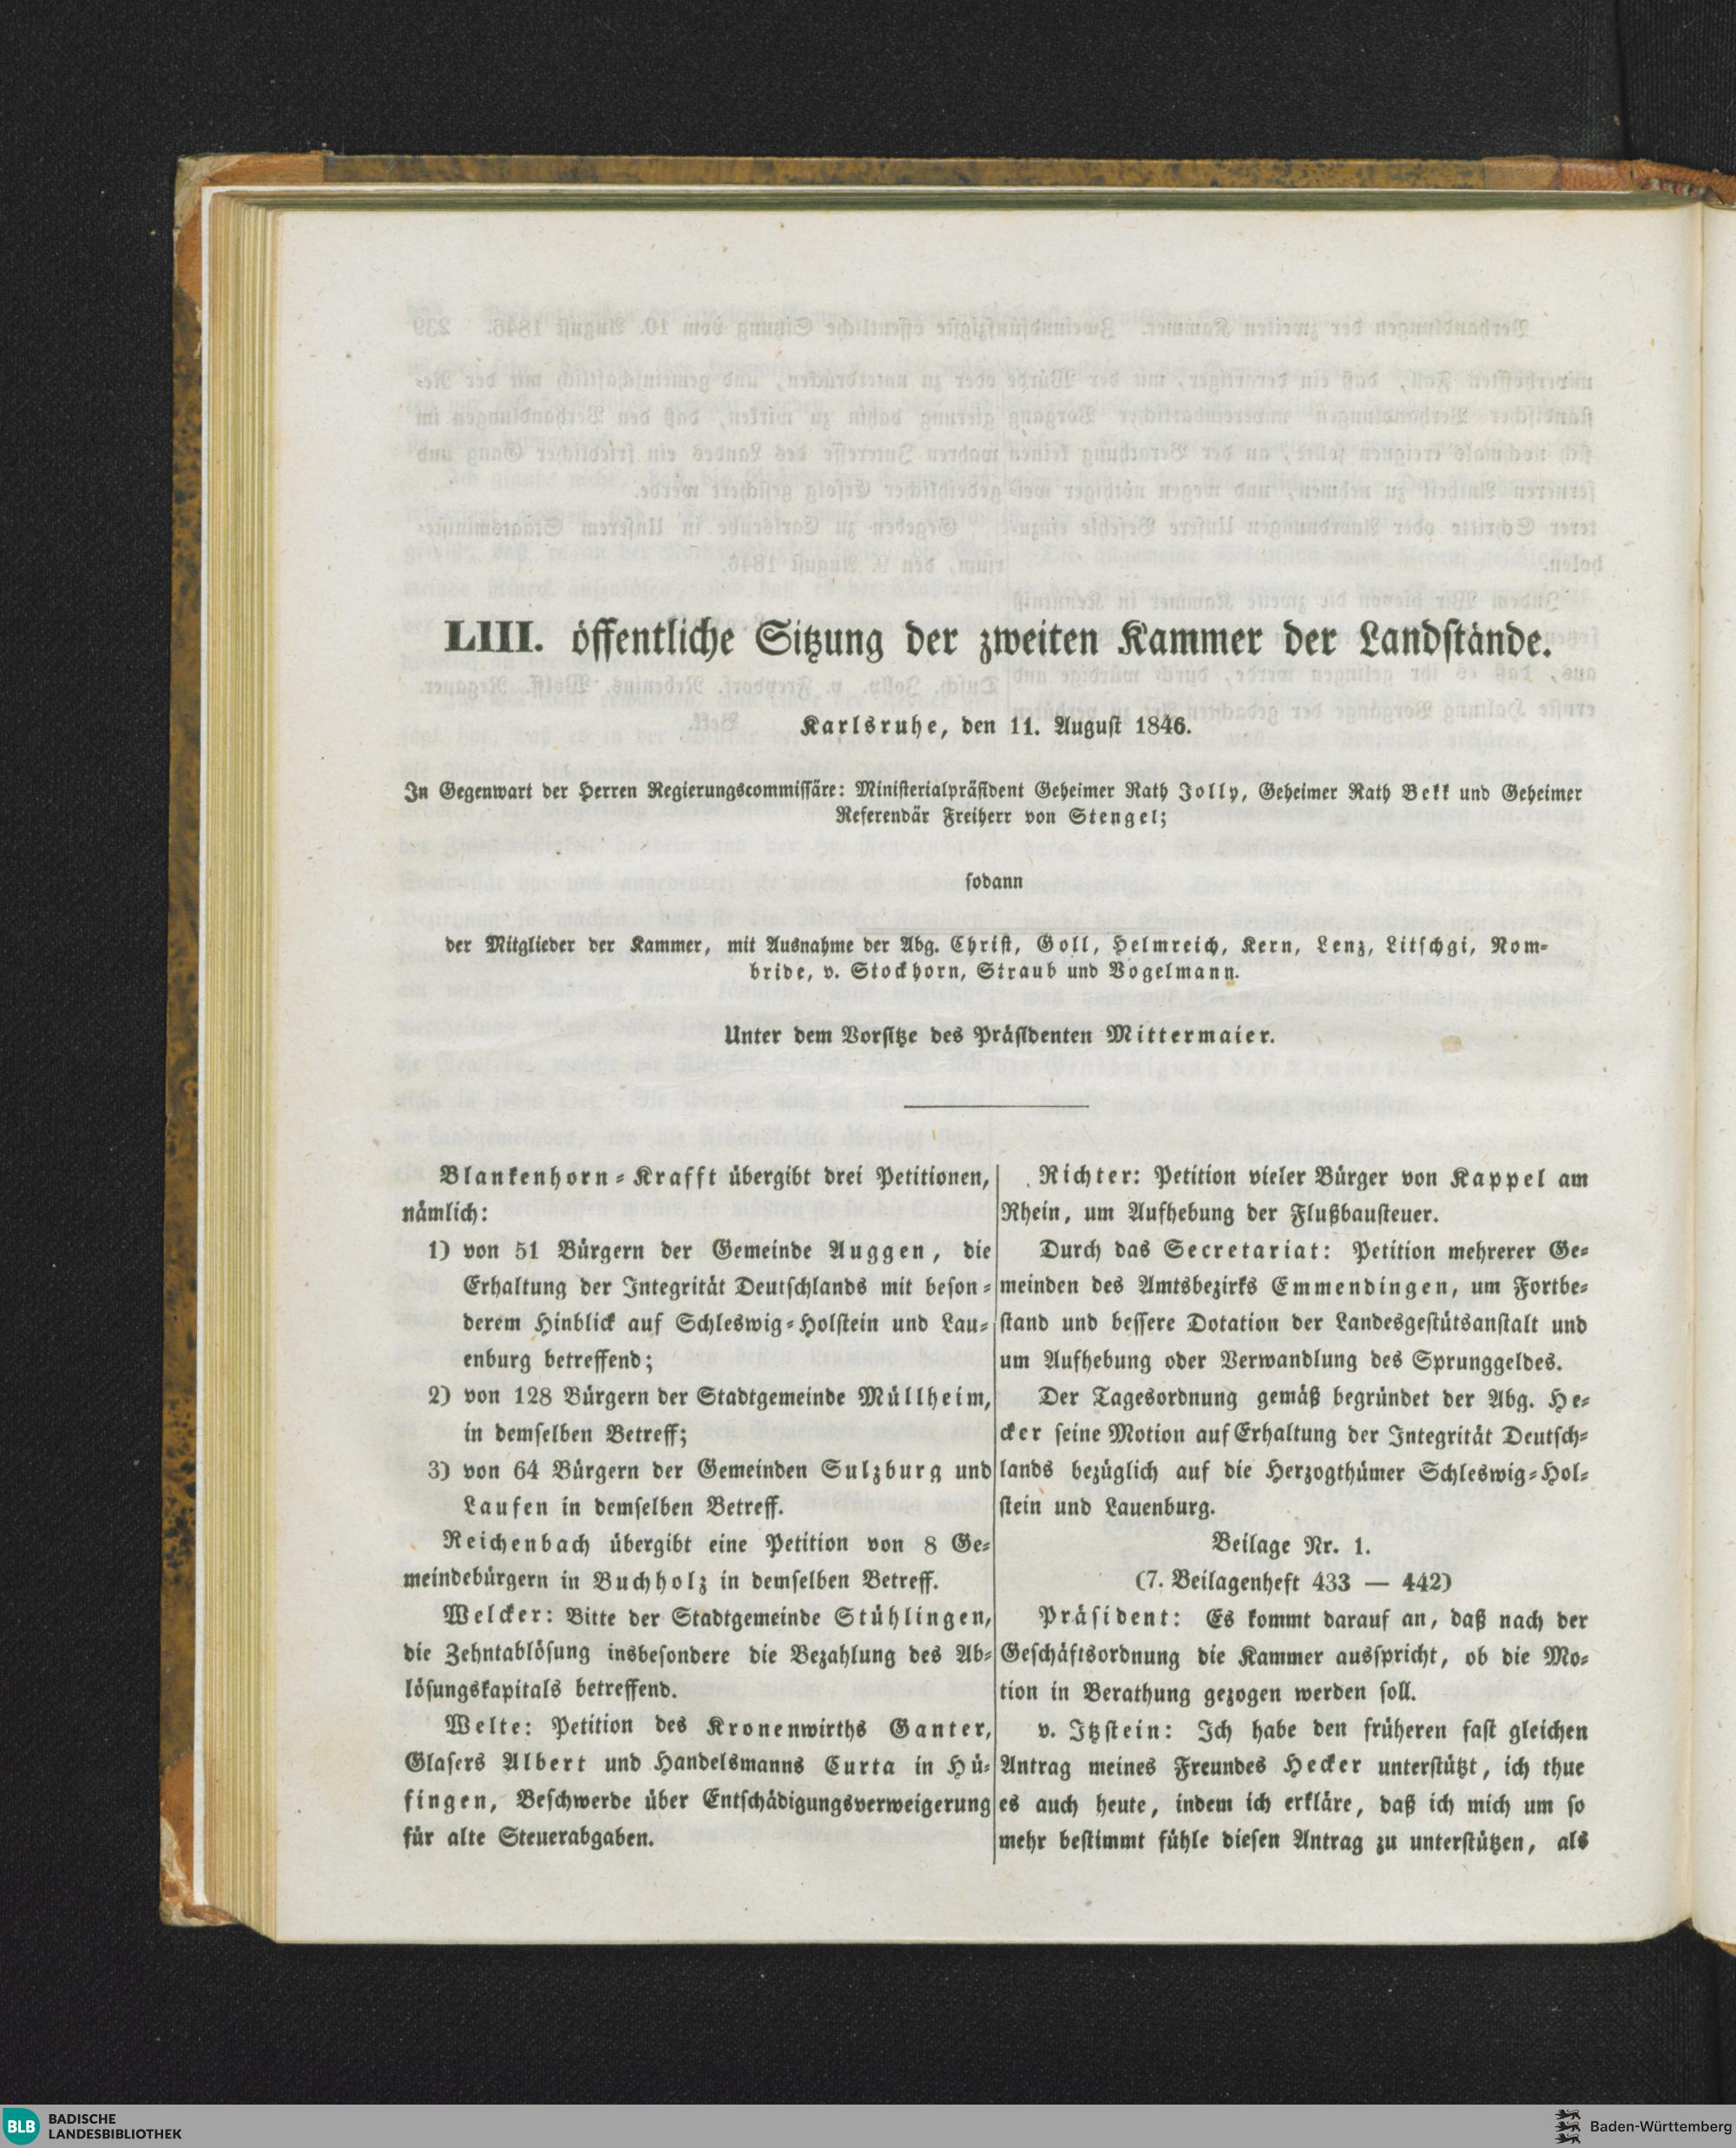 LIII. öffentliche Sitzung der zweiten Kammer der Landstände.
Karlsruhe, den 11. August 1846.
In Gegenwart der Herren Regierungscommissäre: Ministerialpräsident Geheimer Rath Jolly, Geheimer Rath Bekk und Geheimer
Referendär Freiherr von Stengel;
sodann
der Mitglieder der Kammer, mit Ausnahme der Abg. Christ, Goll, Helmreich, Kern, Lenz, Litschgi, Nom-
bride, v. Stockhorn, Straub und Vogelmann.
Unter dem Vorsitze des Präsidenten Mittermaier.
Blankenhorn-Krafft übergibt drei Petitionen,
nämlich:
1) von 51 Bürgern der Gemeinde Auggen, die
Erhaltung der Integrität Deutschlands mit beson-
derem Hinblick auf Schleswig-Holstein und Lau-
enburg betreffend;
2) von 128 Bürgern der Stadtgemeinde Müllheim,
in demselben Betreff;
3) von 64 Bürgern der Gemeinden Sulzburg und
Laufen in demselben Betreff.
Reichenbach übergibt eine Petition von 8 Ge-
meindebürgern in Buchholz in demselben Betreff.
Welcker: Bitte der Stadtgemeinde Stühlingen,
die Zehntablösung insbesondere die Bezahlung des Ab-
lösungskapitals betreffend.
Welte: Petition des Kronenwirths Ganter,
Glasers Albert und Handelsmanns Curta in Hü-
fingen, Beschwerde über Entschädigungsverweigerung
für alte Steuerabgaben.
Richter: Petition vieler Bürger von Kappel am
Rhein, um Aufhebung der Flußbausteuer.
Durch das Secretariat: Petition mehrerer Ge-
meinden des Amtsbezirks Emmendingen, um Fortbe-
stand und bessere Dotation der Landesgestütsanstalt und
um Aufhebung oder Verwandlung des Sprunggeldes.
Der Tagesordnung gemäß begründet der Abg. He-
cker seine Motion auf Erhaltung der Integrität Deutsch-
lands bezüglich auf die Herzogthümer Schleswig-Hol-
stein und Lauenburg.
Beilage Nr. 1.
(7. Beilagenheft 433 — 442)
Präsident: Es kommt darauf an, daß nach der
Geschäftsordnung die Kammer ausspricht, ob die Mo-
tion in Berathung gezogen werden soll.
v. Itzstein: Ich habe den früheren fast gleichen
Antrag meines Freundes Hecker unterstützt, ich thue
es auch heute, indem ich erkläre, daß ich mich um so
mehr bestimmt fühle diesen Antrag zu unterstützen, als
BLB BADISCHE
LANDESBIBLIOTHEK
Baden-Württemberg